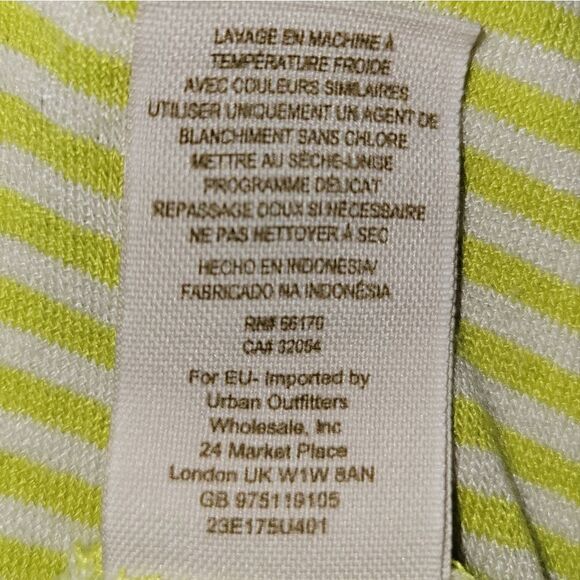 LAVAGE EN MACHINE À
TEMPÉRATURE FROIDE
AVEC COULEURS SIMILAIRES
UTILISER UNIQUEMENT UN AGENT DE
BLANCHIMENT SANS CHLORE
METTRE AU SÈCHE-LINGE
PROGRAMME DÉLICAT
REPASSAGE DOUX SI NÉCESSAIRE
NE PAS NETTOYER À SEC
HECHO EN INDONESIA/
FABRICADO NA INDONÉSIA
RN# 66170
CA# 32054
For EU- Imported by
Urban Outfitters
Wholesale, Inc
24 Market Place
London UK W1W 8AN
GB 975119105
23E175U401